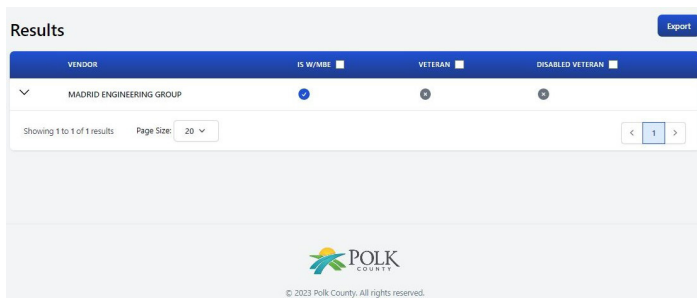 Results
Export
VENDOR IS W/MBE VETERAN DISABLED VETERAN
MADRID ENGINEERING GROUP
Showing 1 to 1 of 1 results Page Size: 20 1
POLK
COUNTY
© 2023 Polk County. All rights reserved.